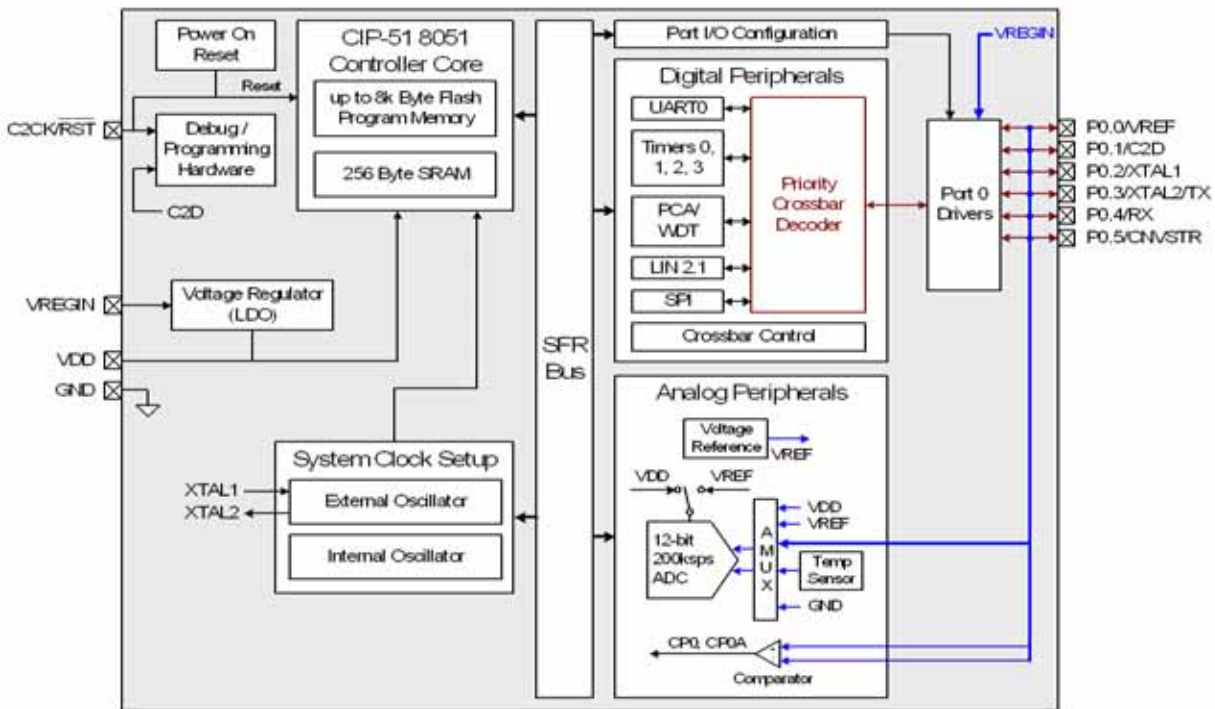 Power On
Reset
Reset
C2CK/RST
Debug /
Programming
Hardware
C2D
CIP-51 8051
Controller Core
up to 8k Byte Flash
Program Memory
256 Byte SRAM
VREGIN
Voltage Regulator
(LDO)
VDD
GND
System Clock Setup
XTAL1
XTAL2
External Oscillator
Internal Oscillator
SFR
Bus
Port I/O Configuration
Digital Peripherals
UART0
Timers 0,
1, 2, 3
PCA/
WDT
LIN 2.1
SPI
Priority
Crossbar
Decoder
Crossbar Control
VREGIN
Port 0
Drivers
P0.0/VREF
P0.1/C2D
P0.2/XTAL1
P0.3/XTAL2/TX
P0.4/RX
P0.5/CNVSTR
Analog Peripherals
Voltage
Reference
VREF
VDD
VREF
12-bit
200ksps
ADC
AMUX
VDD
VREF
Temp
Sensor
GND
CP0, CP0A
+
-
Comparator